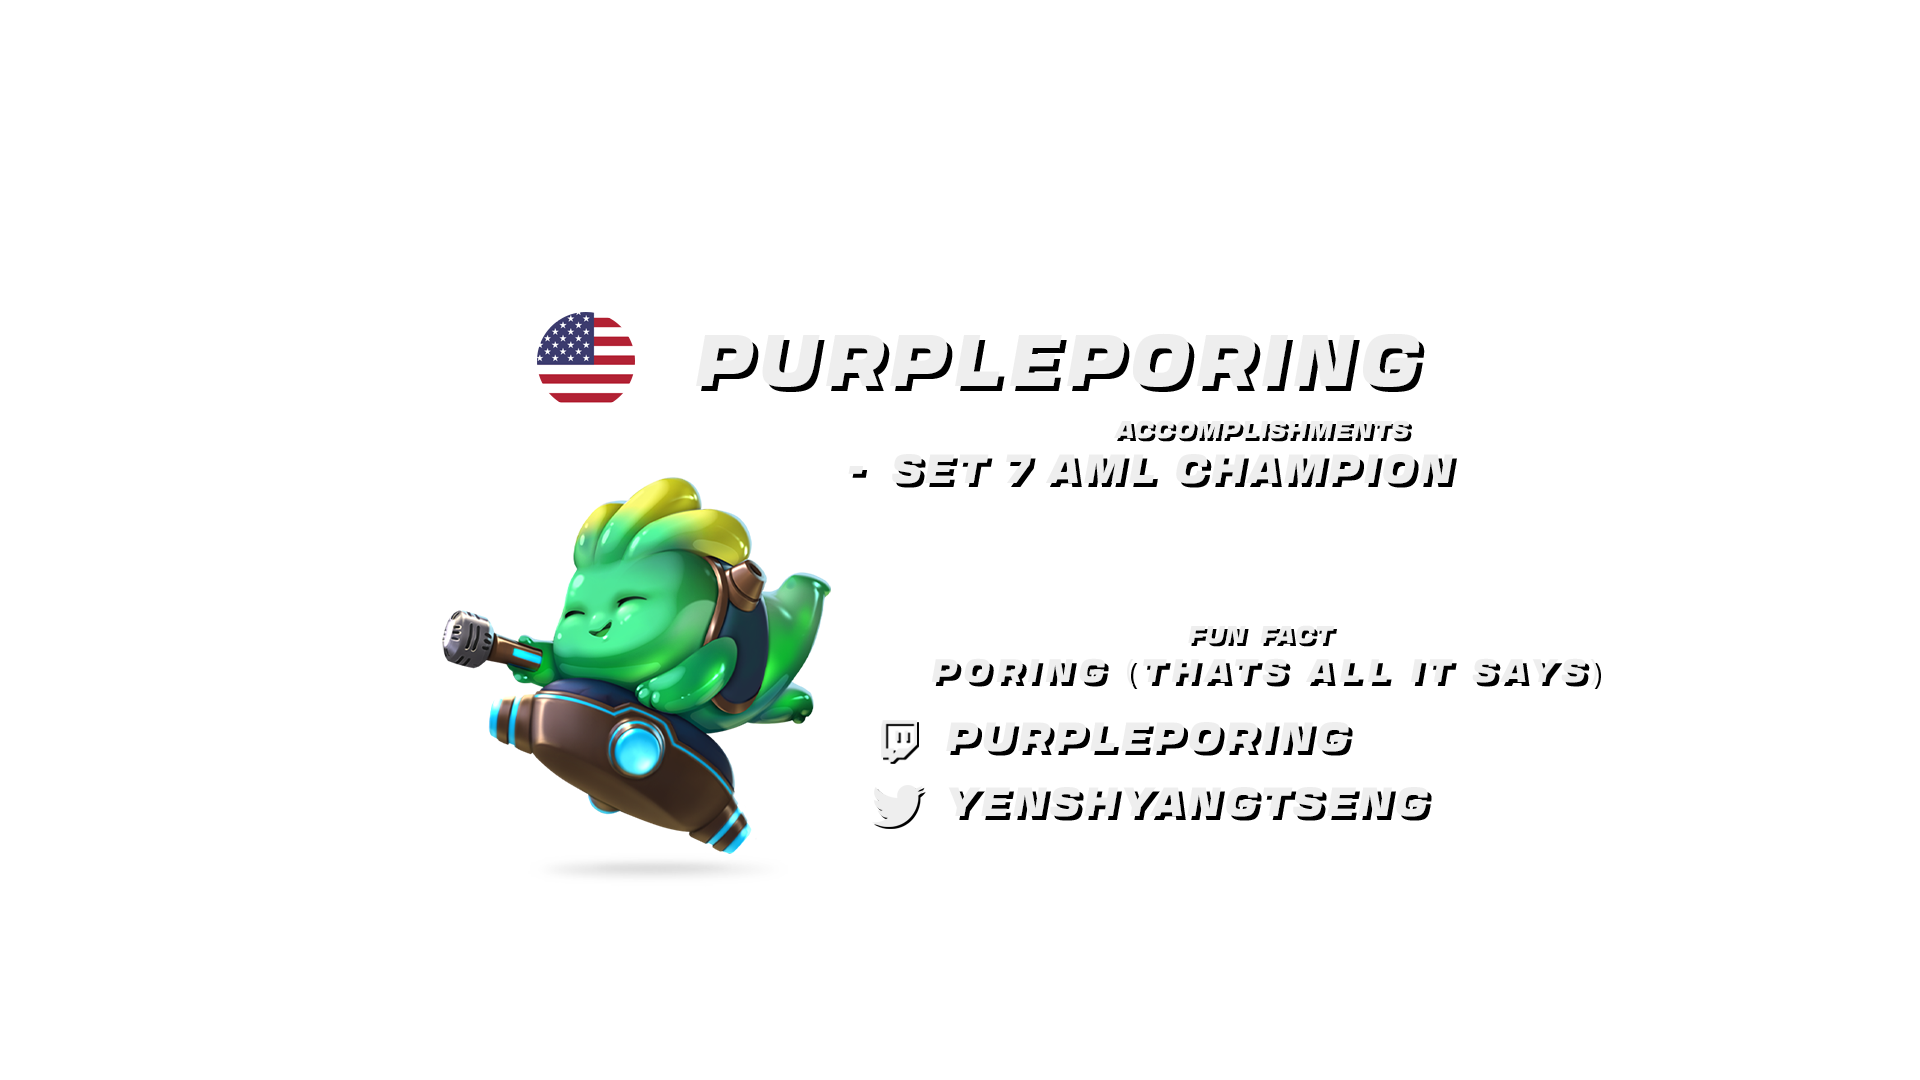 PURPLEPORING
ACCOMPLISHMENTS
- SET 7 AML CHAMPION
FUN FACT
PORING (THATS ALL IT SAYS)
PURPLEPORING
YENSHYANGTSENG